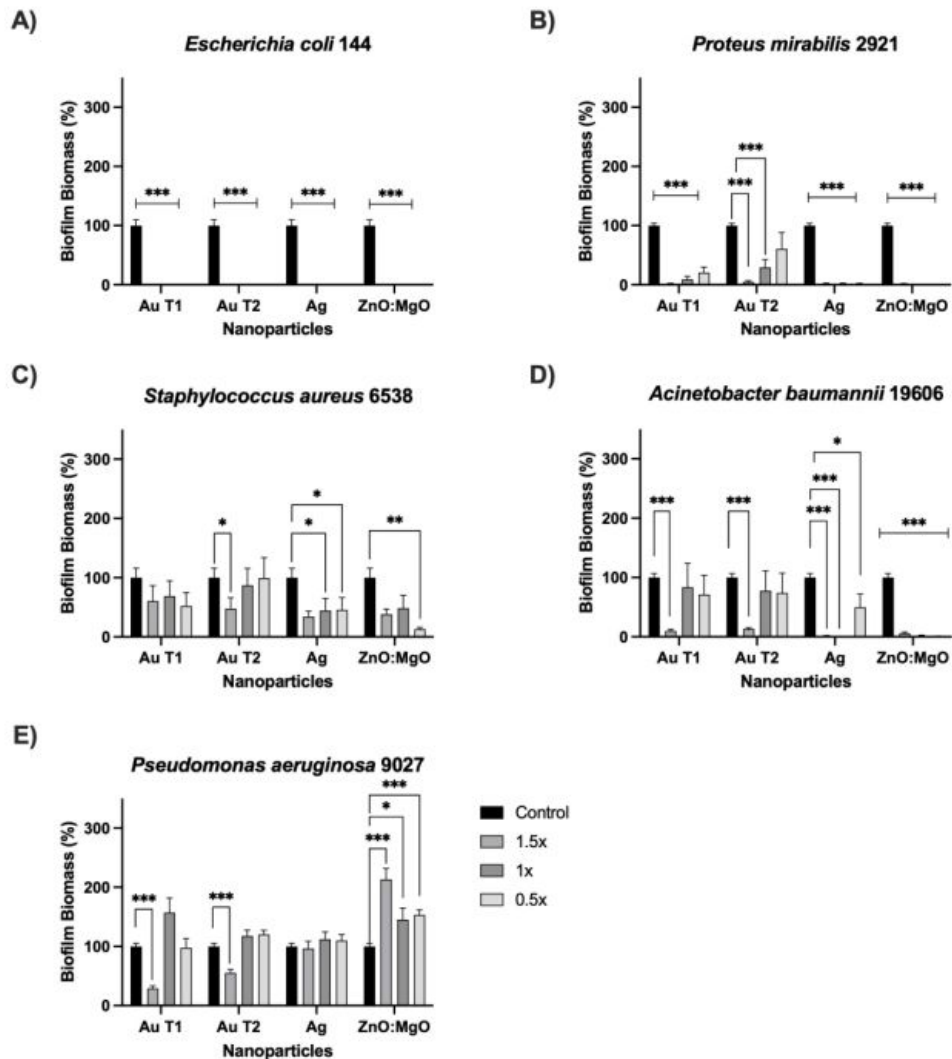 A)
Escherichia coli 144
Biofilm Biomass (%)
300
200
100
0
*** *** *** ***
Au T1 Au T2 Ag ZnO:MgO
Nanoparticles
B)
Proteus mirabilis 2921
Biofilm Biomass (%)
300
200
100
0
***
*** *** *** ***
Au T1 Au T2 Ag ZnO:MgO
Nanoparticles
C)
Staphylococcus aureus 6538
Biofilm Biomass (%)
300
200
100
0
*
* * **
Au T1 Au T2 Ag ZnO:MgO
Nanoparticles
D)
Acinetobacter baumannii 19606
Biofilm Biomass (%)
300
200
100
0
*
***
*** *** *** ***
Au T1 Au T2 Ag ZnO:MgO
Nanoparticles
E)
Pseudomonas aeruginosa 9027
Biofilm Biomass (%)
300
200
100
0
***
*
***
*** ***
Au T1 Au T2 Ag ZnO:MgO
Nanoparticles
Control
1.5x
1x
0.5x